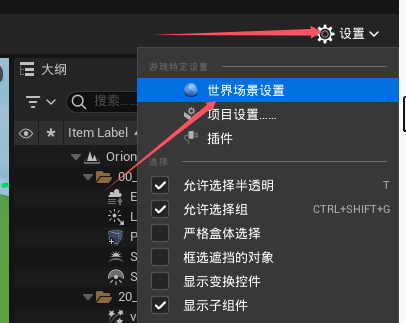 设置
大纲
游戏特定设置
搜索......
世界场景设置
项目设置......
Item Label
插件
Orion
选择
00_
允许选择半透明 T
E
允许选择组 CTRL+SHIFT+G
L
严格盒体选择
P
框选遮挡的对象
S
显示变换控件
S
显示子组件
20_
v